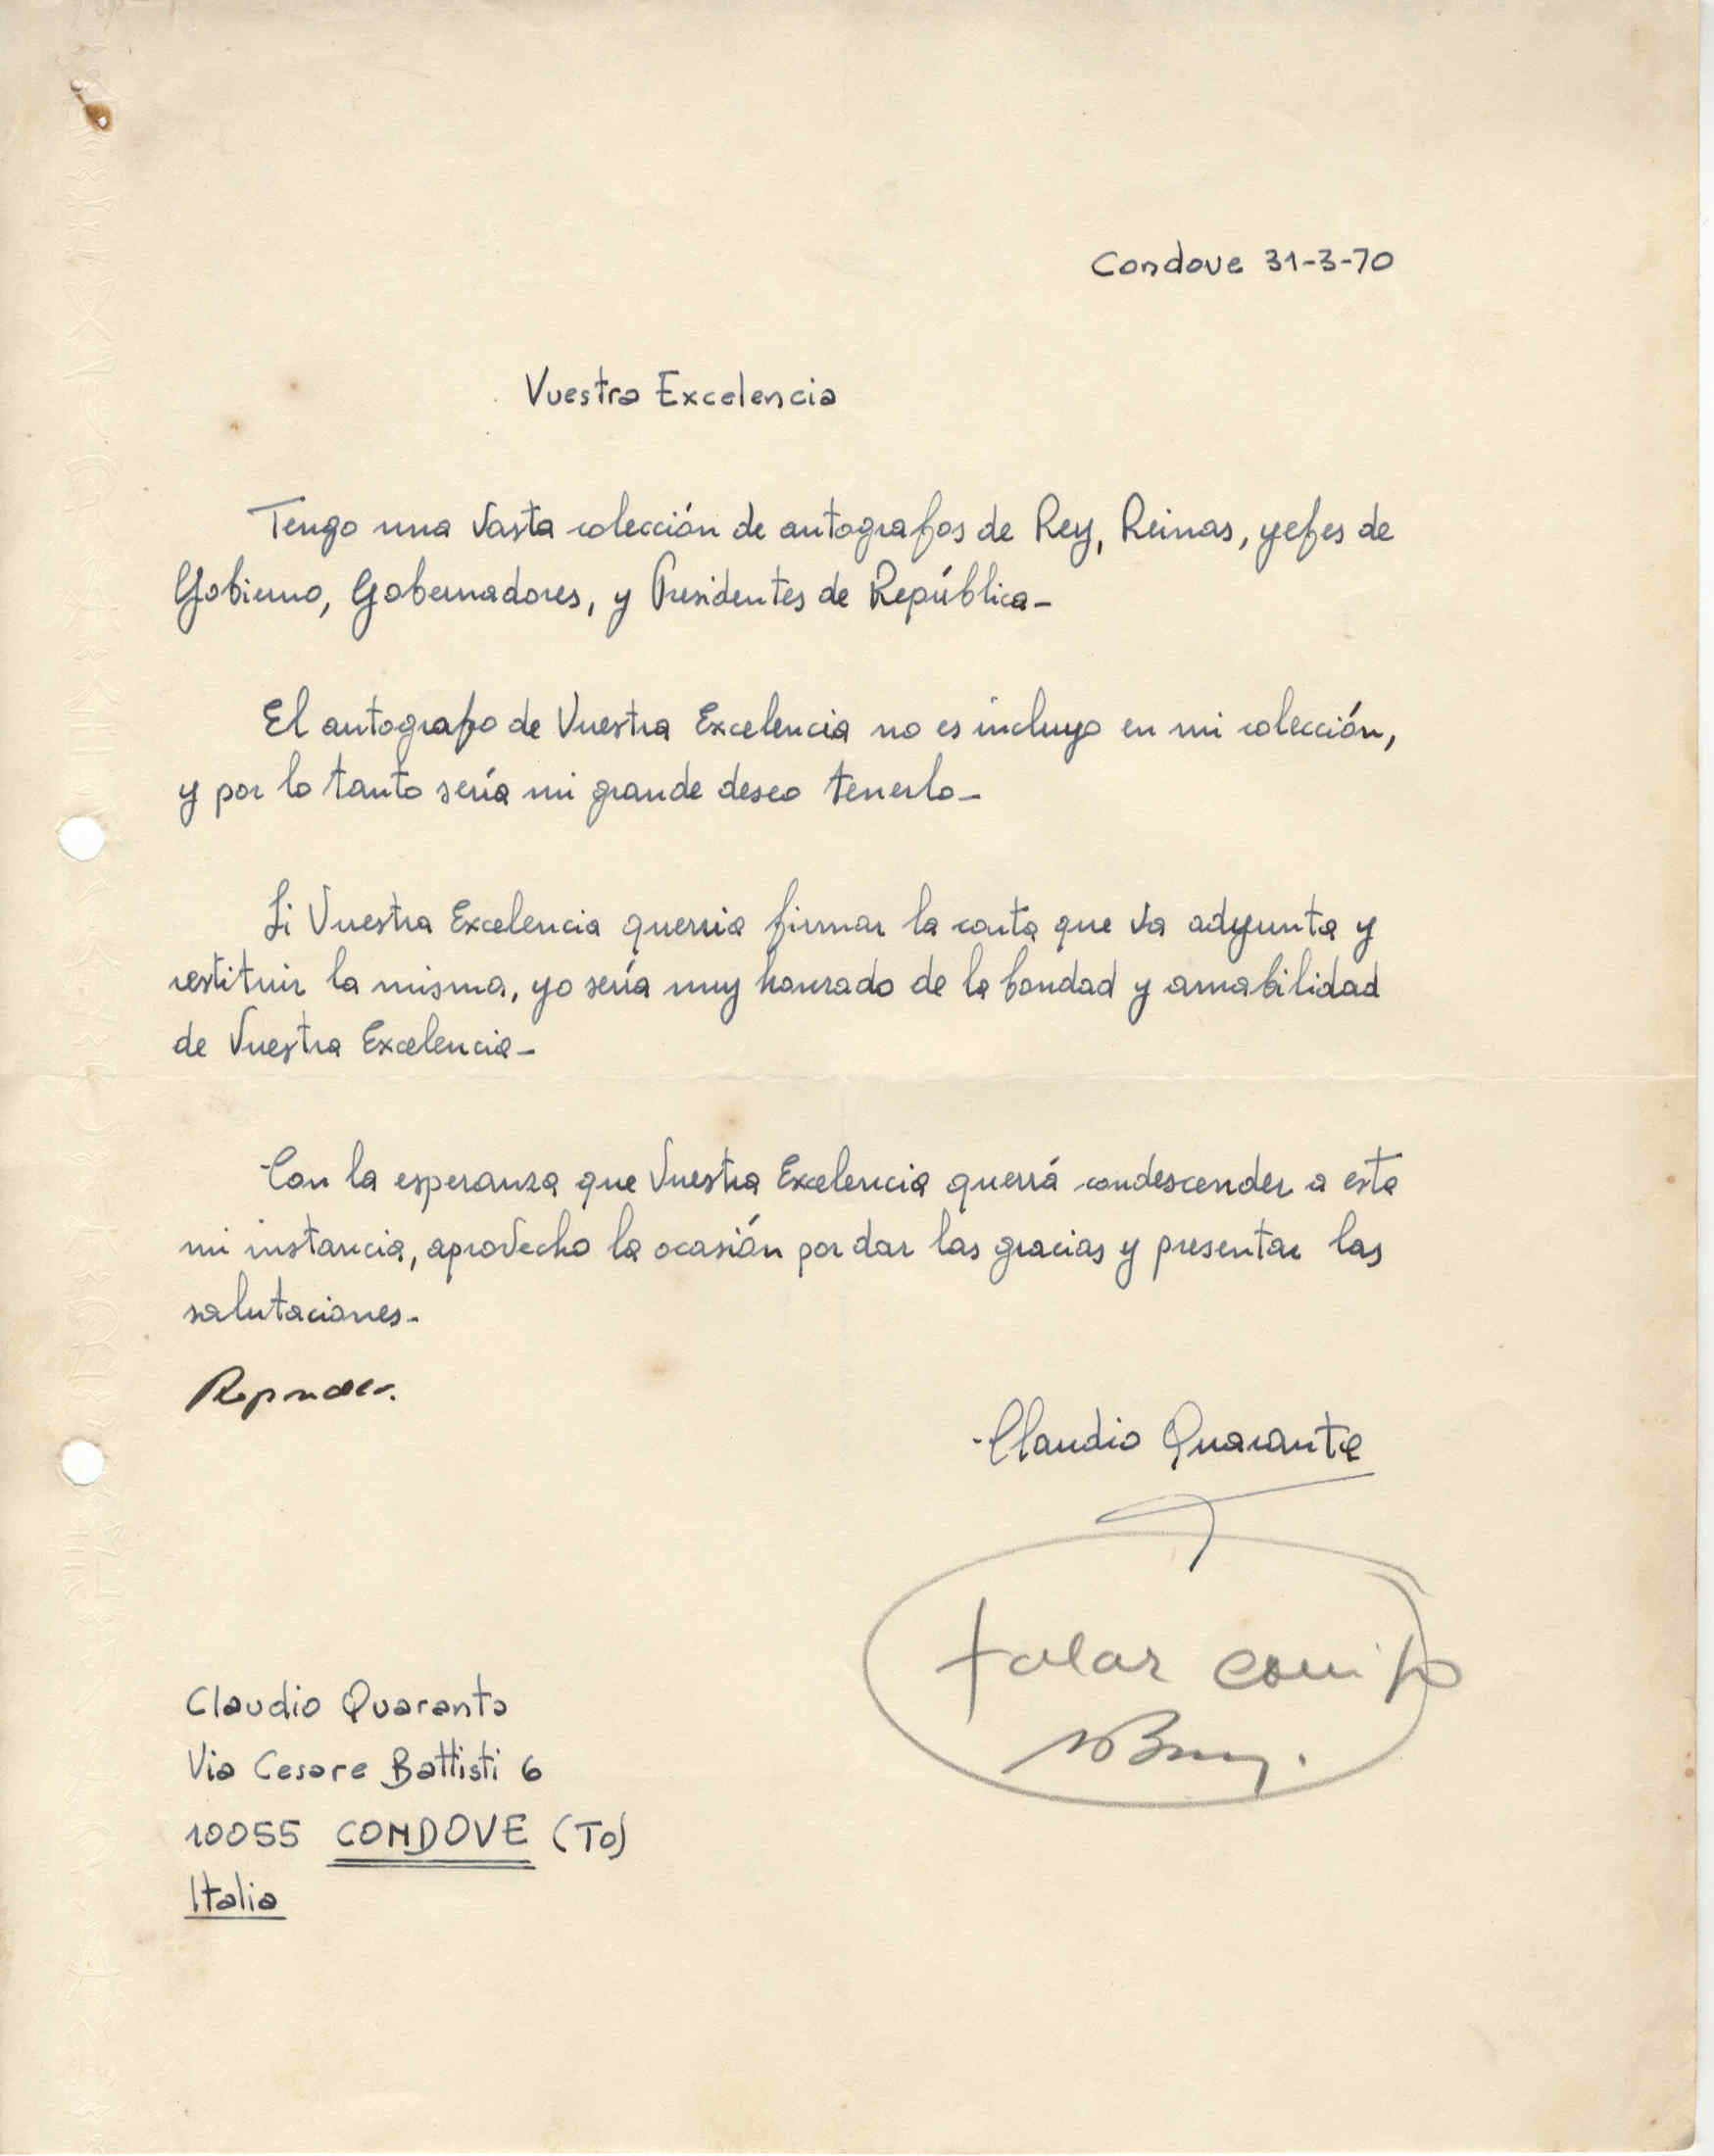 Condove 31-3-70
Vuestra Excelencia
Tengo una vasta colección de autografos de Rey, Reinas, yefes de
Gobierno, Gobernadores, y Presidentes de República-
El autografo de Vuestra Excelencia no es incluyo en mi colección,
y por lo tanto sería mi grande deseo tenerlo-
Si Vuestra Excelencia querria firmar la carta que va adyunta y
restituir la misma, yo sería muy honrado de la bondad y amabilidad
de Vuestra Excelencia-
Con la esperanza que Vuestra Excelencia querrá condescender a esta
mi instancia, aprovecho la ocasión por dar las gracias y presentar las
salutaciones-
Claudio Quaranta
falar comigo
Claudio Quaranta
Via Cesare Battisti 6
10055 CONDOVE (TO)
Italia